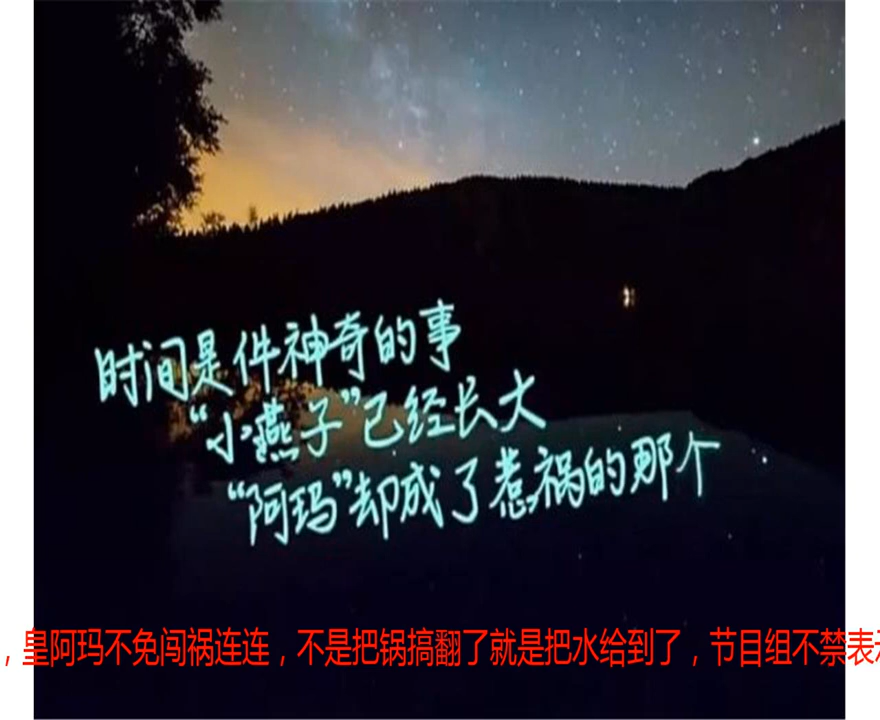 时间是件神奇的事
“小燕子”已经长大
“阿玛”却成了惹祸的那个
，皇阿玛不免闯祸连连，不是把锅搞翻了就是把水给到了，节目组不禁表示